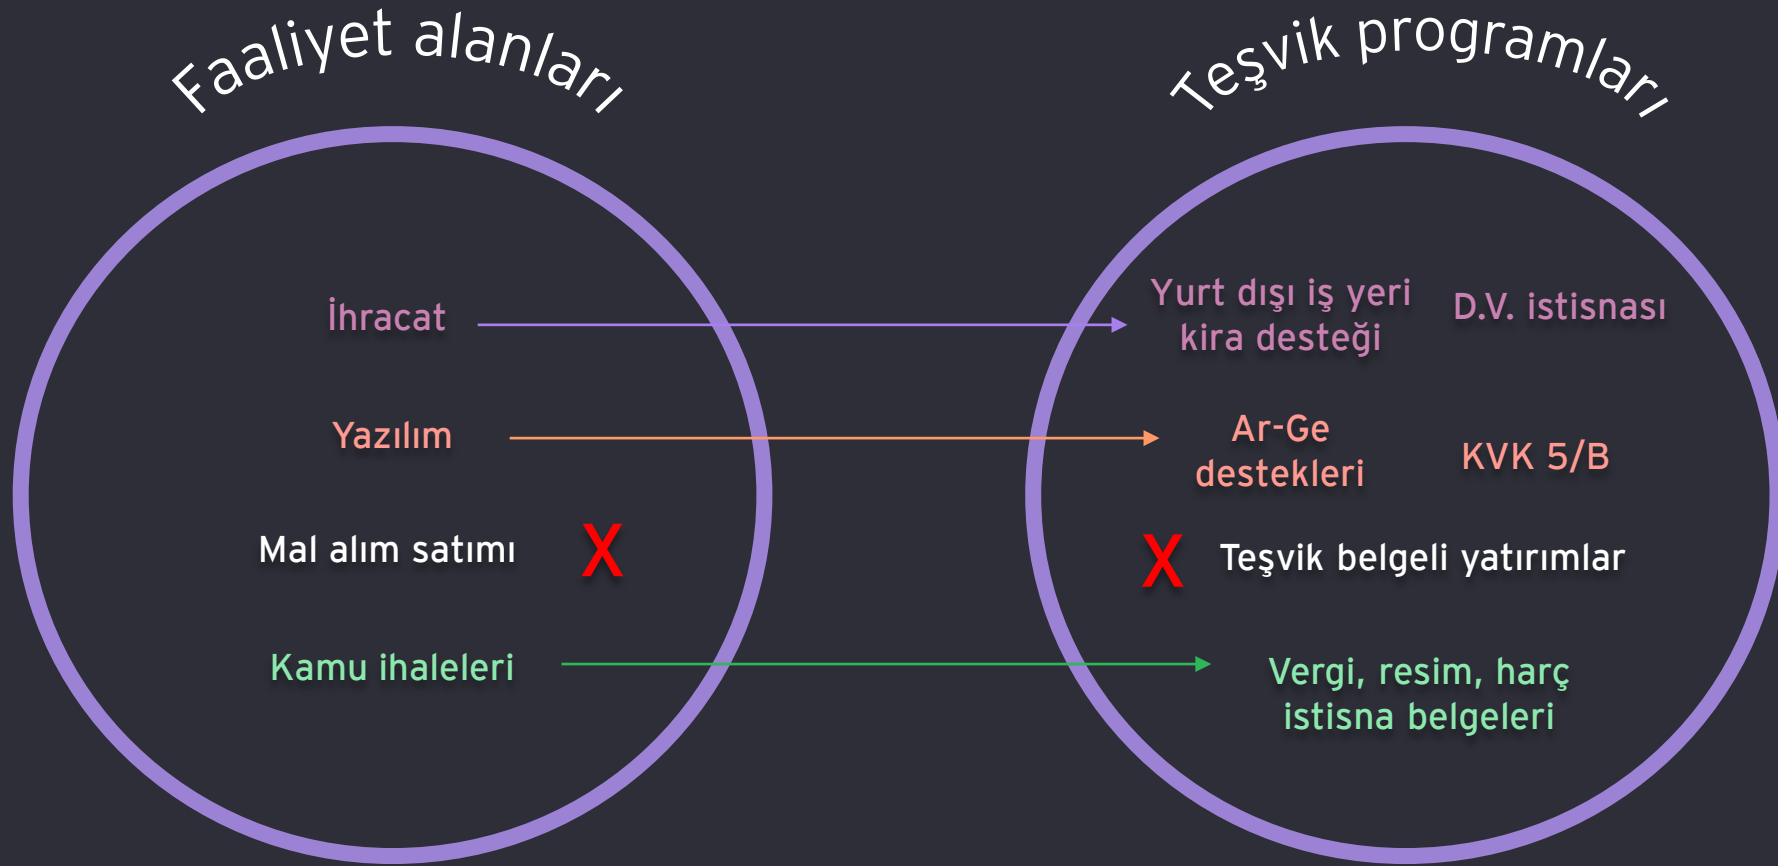 Faaliyet alanları
Teşvik programları
İhracat
Yurt dışı iş yeri
kira desteği
D.V. istisnası
Yazılım
Ar-Ge
destekleri
KVK 5/B
Mal alım satımı
X
X
Teşvik belgeli yatırımlar
Kamu ihaleleri
Vergi, resim, harç
istisna belgeleri